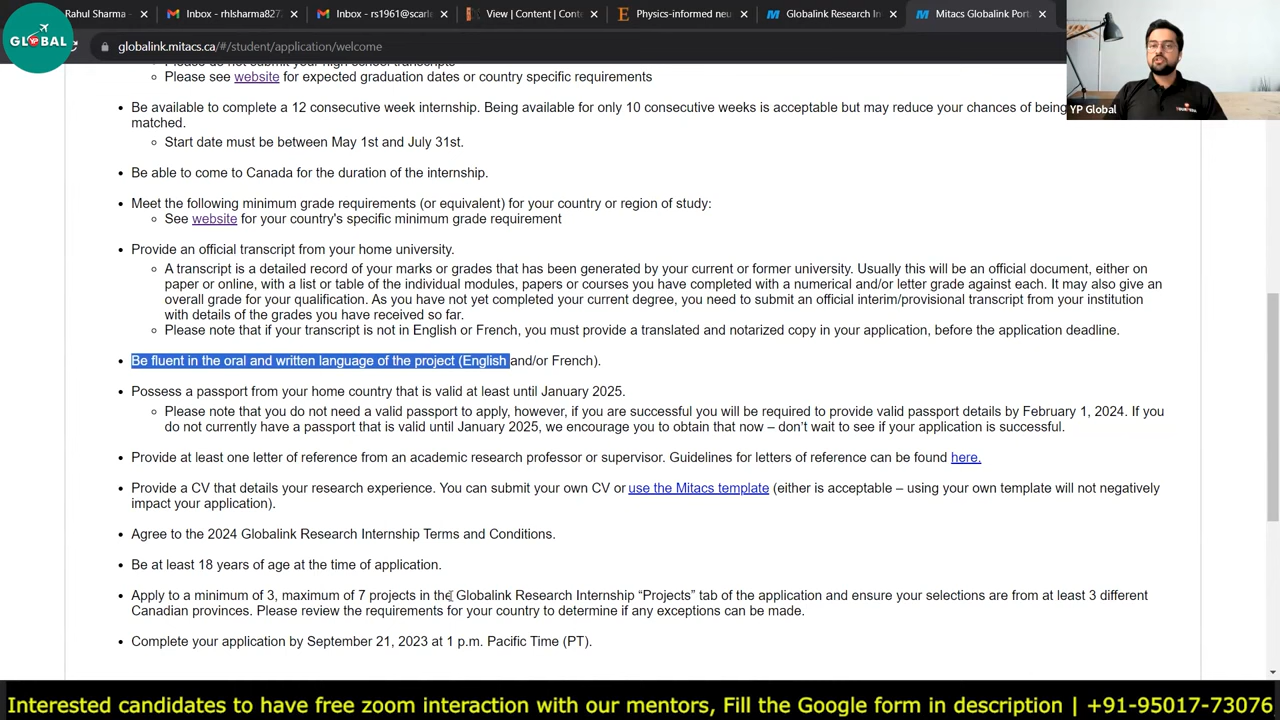 Rahul Sharma -
Inbox - rhlsharma827
Inbox - rs1961@scarle
View | Content | Conte
Physics-informed neu
Globalink Research In
Mitacs Globalink Port
GLOBAL
globalink.mitacs.ca/#/student/application/welcome
YP Global
Please do not submit your high school transcripts
Please see website for expected graduation dates or country specific requirements
Be available to complete a 12 consecutive week internship. Being available for only 10 consecutive weeks is acceptable but may reduce your chances of being
matched.
Start date must be between May 1st and July 31st.
Be able to come to Canada for the duration of the internship.
Meet the following minimum grade requirements (or equivalent) for your country or region of study:
See website for your country's specific minimum grade requirement
Provide an official transcript from your home university.
A transcript is a detailed record of your marks or grades that has been generated by your current or former university. Usually this will be an official document, either on
paper or online, with a list or table of the individual modules, papers or courses you have completed with a numerical and/or letter grade against each. It may also give an
overall grade for your qualification. As you have not yet completed your current degree, you need to submit an official interim/provisional transcript from your institution
with details of the grades you have received so far.
Please note that if your transcript is not in English or French, you must provide a translated and notarized copy in your application, before the application deadline.
Be fluent in the oral and written language of the project (English and/or French).
Possess a passport from your home country that is valid at least until January 2025.
Please note that you do not need a valid passport to apply, however, if you are successful you will be required to provide valid passport details by February 1, 2024. If you
do not currently have a passport that is valid until January 2025, we encourage you to obtain that now – don’t wait to see if your application is successful.
Provide at least one letter of reference from an academic research professor or supervisor. Guidelines for letters of reference can be found here.
Provide a CV that details your research experience. You can submit your own CV or use the Mitacs template (either is acceptable – using your own template will not negatively
impact your application).
Agree to the 2024 Globalink Research Internship Terms and Conditions.
Be at least 18 years of age at the time of application.
Apply to a minimum of 3, maximum of 7 projects in the Globalink Research Internship “Projects” tab of the application and ensure your selections are from at least 3 different
Canadian provinces. Please review the requirements for your country to determine if any exceptions can be made.
Complete your application by September 21, 2023 at 1 p.m. Pacific Time (PT).
Interested candidates to have free zoom interaction with our mentors, Fill the Google form in description | +91-95017-73076